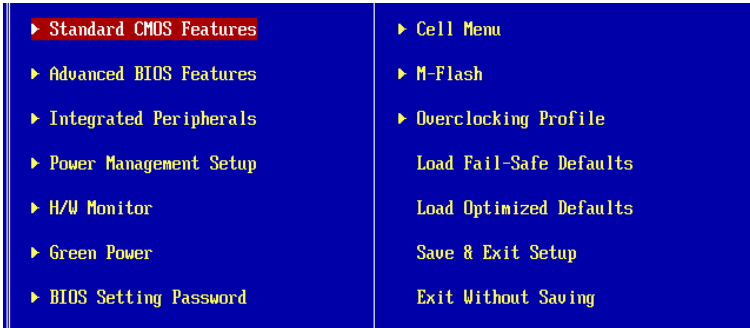 Standard CMOS Features
Advanced BIOS Features
Integrated Peripherals
Power Management Setup
H/W Monitor
Green Power
BIOS Setting Password
Cell Menu
M-Flash
Overclocking Profile
Load Fail-Safe Defaults
Load Optimized Defaults
Save & Exit Setup
Exit Without Saving